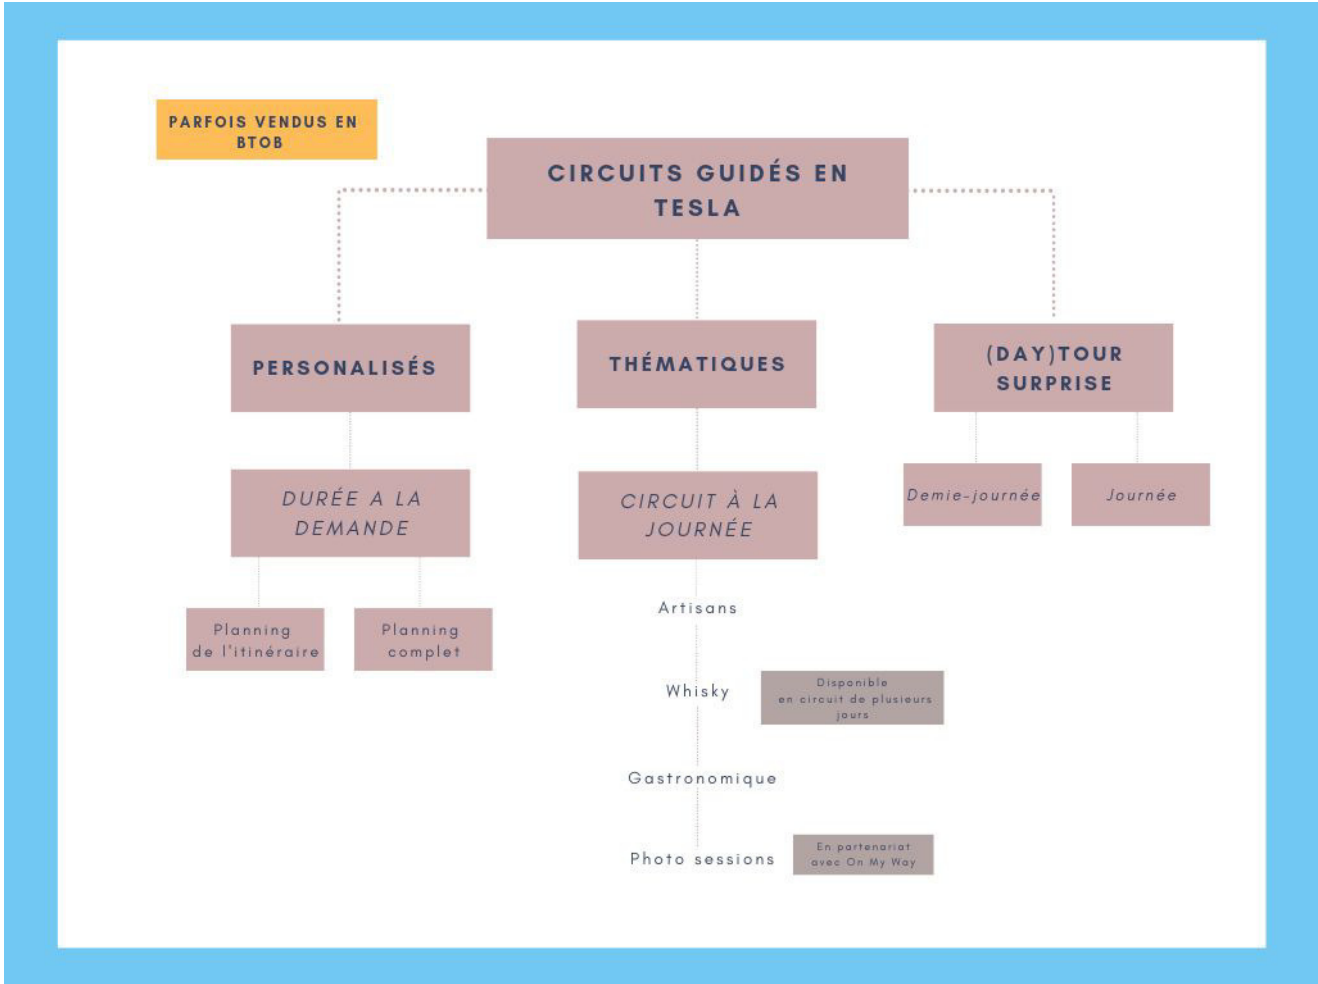 PARFOIS VENDUS EN
BTOB
CIRCUITS GUIDÉS EN
TESLA
PERSONALISÉS
THÉMATIQUES
(DAY)TOUR
SURPRISE
DURÉE A LA
DEMANDE
CIRCUIT À LA
JOURNÉE
Demie-journée
Journée
Planning
de l'itinéraire
Planning
complet
Artisans
Whisky
Disponible
en circuit de plusieurs
jours
Gastronomique
Photo sessions
En partenariat
avec On My Way